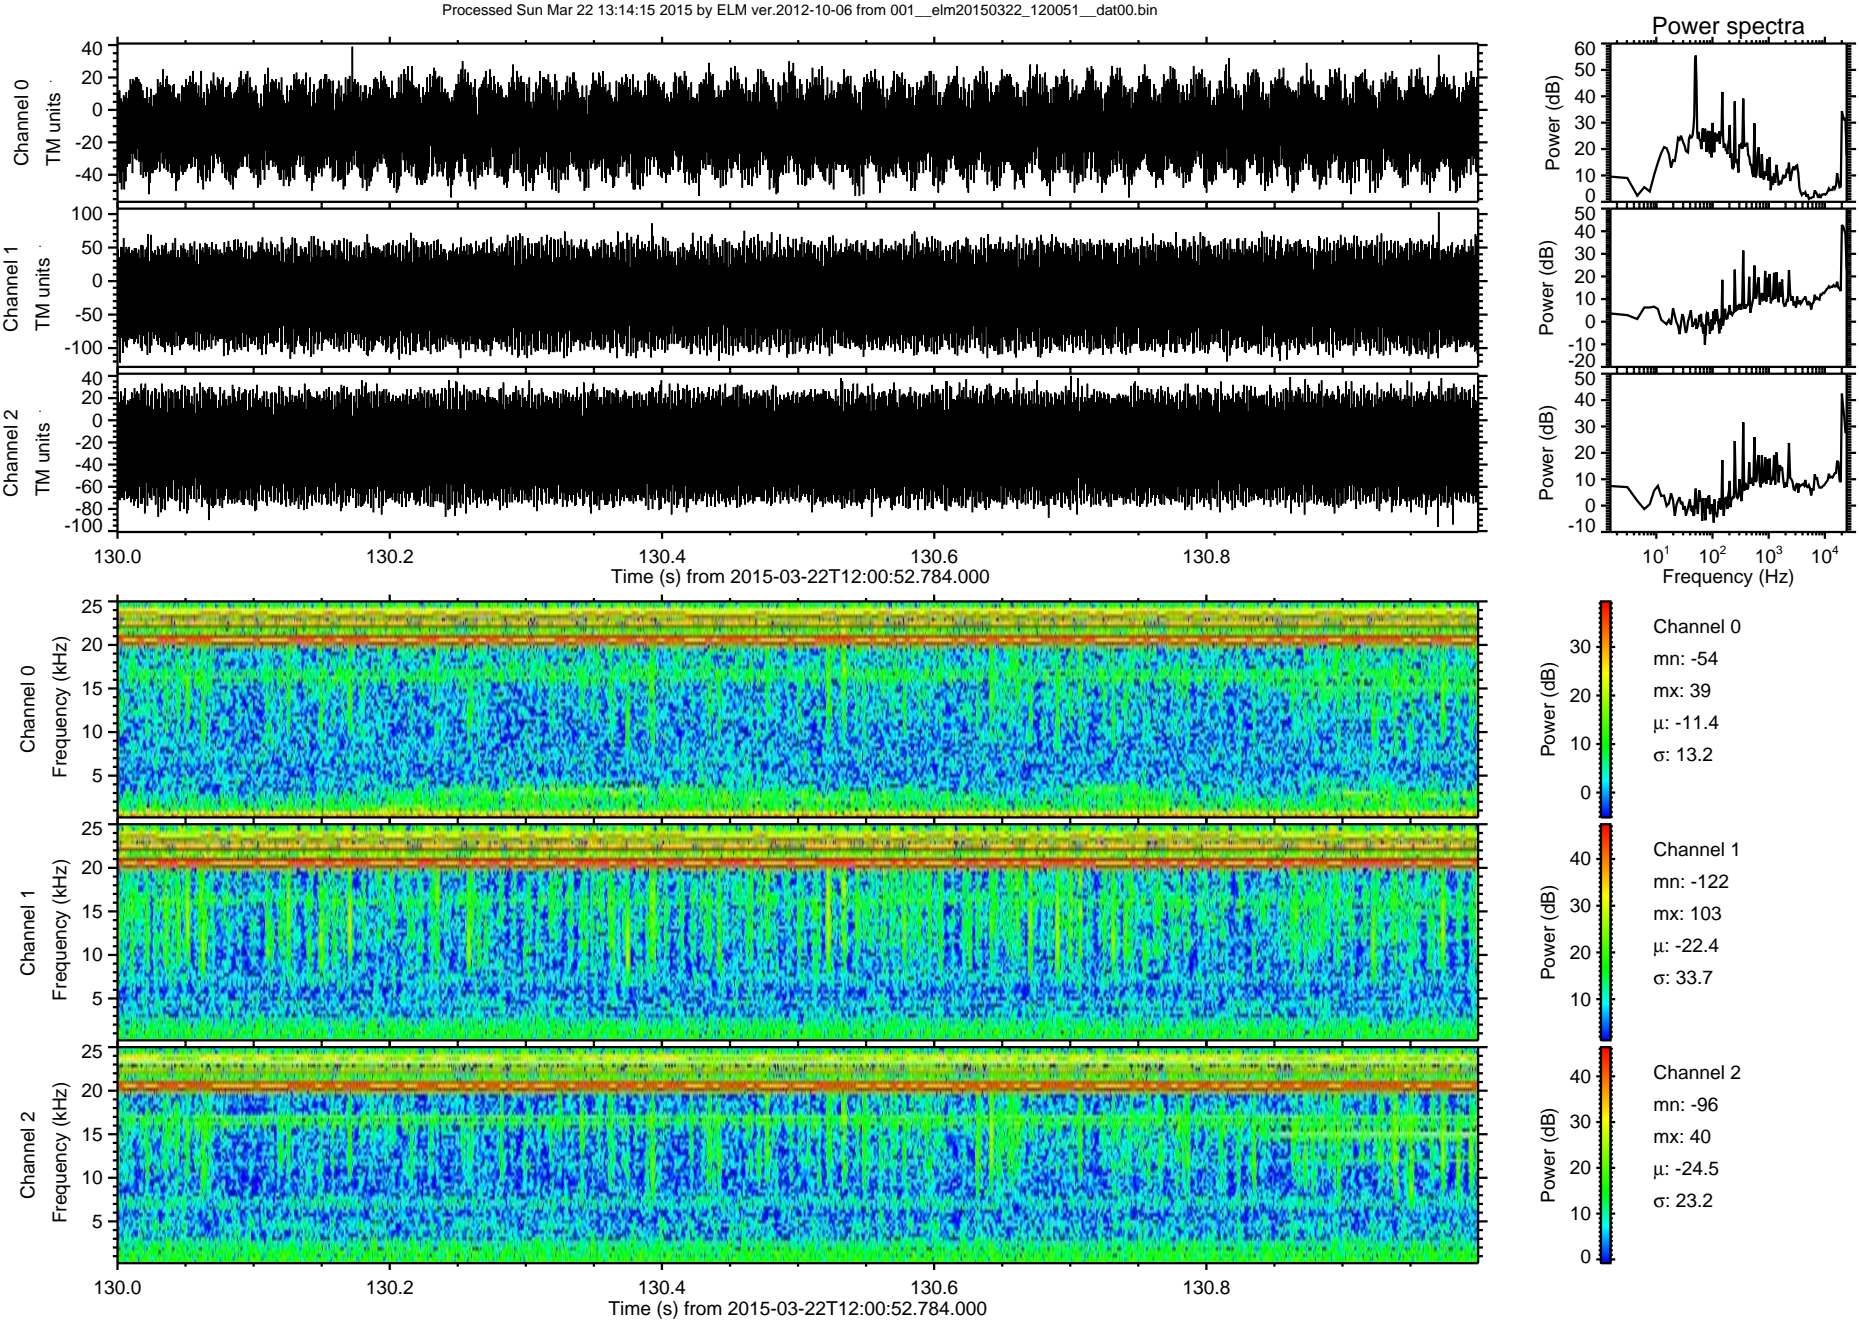 Processed Sun Mar 22 13:14:15 2015 by ELM ver.2012-10-06 from 001__elm20150322_120051__dat00.bin
Power spectra
Channel 0
TM units
40
20
0
-20
-40
Power (dB)
60
50
40
30
20
10
0
Channel 1
TM units
100
50
0
-50
-100
Power (dB)
50
40
30
20
10
0
-10
-20
Channel 2
TM units
40
20
0
-20
-40
-60
-80
-100
Power (dB)
50
40
30
20
10
0
-10
130.0 130.2 130.4 130.6 130.8
Time (s) from 2015-03-22T12:00:52.784.000
10¹ 10² 10³ 10⁴
Frequency (Hz)
Channel 0
Frequency (kHz)
25
20
15
10
5
Power (dB)
30
20
10
0
Channel 0
mn: -54
mx: 39
μ: -11.4
σ: 13.2
Channel 1
Frequency (kHz)
25
20
15
10
5
Power (dB)
40
30
20
10
Channel 1
mn: -122
mx: 103
μ: -22.4
σ: 33.7
Channel 2
Frequency (kHz)
25
20
15
10
5
Power (dB)
40
30
20
10
0
Channel 2
mn: -96
mx: 40
μ: -24.5
σ: 23.2
130.0 130.2 130.4 130.6 130.8
Time (s) from 2015-03-22T12:00:52.784.000